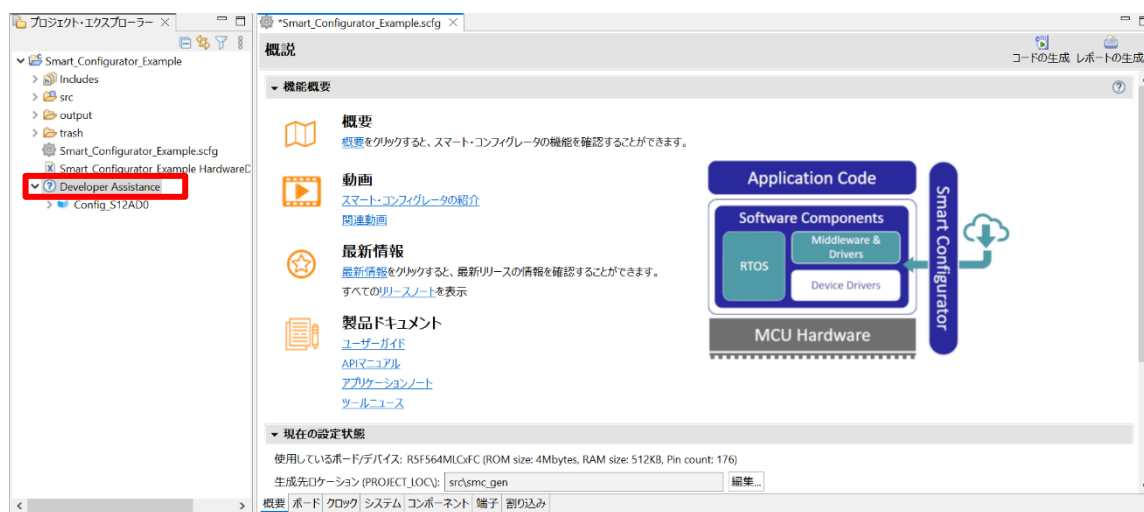 プロジェクト・エクスプローラー
Smart_Configurator_Example
Includes
src
output
trash
Smart_Configurator_Example.scfg
Smart_Configurator_Example HardwareD
Developer Assistance
Config_S12AD0
*Smart_Configurator_Example.scfg
概説
コードの生成 レポートの生成
機能概要
概要
概要をクリックすると、スマート・コンフィグレータの機能を確認することができます。
動画
スマート・コンフィグレータの紹介
関連動画
最新情報
最新情報をクリックすると、最新リリースの情報を確認することができます。
すべてのリリースノートを表示
製品ドキュメント
ユーザーガイド
APIマニュアル
アプリケーションノート
ツールニュース
Application Code
Software Components
RTOS
Middleware &
Drivers
Device Drivers
MCU Hardware
Smart Configurator
現在の設定状態
使用しているボード/デバイス: R5F564MLCxFC (ROM size: 4Mbytes, RAM size: 512KB, Pin count: 176)
生成先ロケーション (PROJECT_LOC\): src\smc_gen 編集...
概要 ボード クロック システム コンポーネント 端子 割り込み